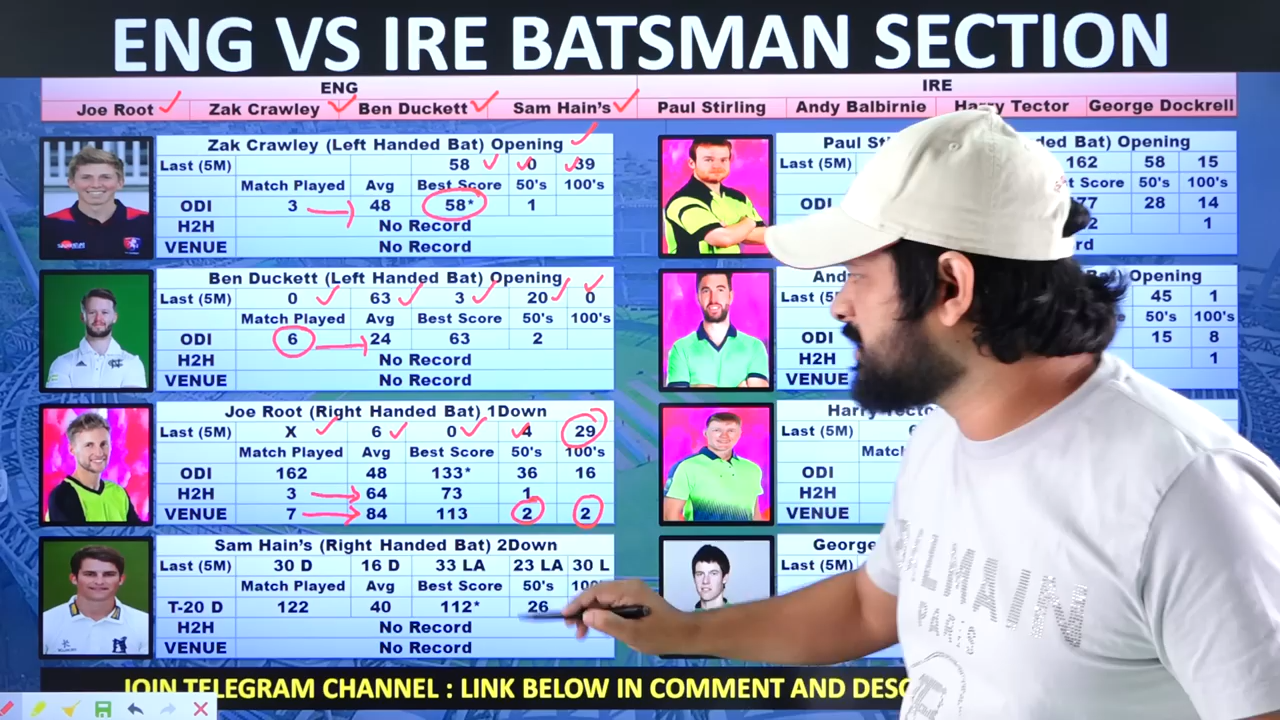 ENG VS IRE BATSMAN SECTION
ENG IRE
Joe Root Zak Crawley Ben Duckett Sam Hain's Paul Stirling Andy Balbirnie Harry Tector George Dockrell
Zak Crawley (Left Handed Bat) Opening
Last (5M) 58 0 39
Match Played Avg Best Score 50's 100's
ODI 3 48 58* 1
H2H No Record
VENUE No Record
Ben Duckett (Left Handed Bat) Opening
Last (5M) 0 63 3 20 0
Match Played Avg Best Score 50's 100's
ODI 6 24 63 2
H2H No Record
VENUE No Record
Joe Root (Right Handed Bat) 1Down
Last (5M) X 6 0 4 29
Match Played Avg Best Score 50's 100's
ODI 162 48 133* 36 16
H2H 3 64 73 1
VENUE 7 84 113 2 2
Sam Hain's (Right Handed Bat) 2Down
Last (5M) 30 D 16 D 33 LA 23 LA 30 L
Match Played Avg Best Score 50's
T-20 D 122 40 112* 26
H2H No Record
VENUE No Record
Paul Bat) Opening
Last (5M) 162 58 15
Score 50's 100's
ODI 28 14
H2H 1
VENUE
Bat) Opening
45 1
50's 100's
ODI 15 8
H2H 1
VENUE
Last (5M)
ODI
H2H
VENUE
Last (5M)
JOIN TELEGRAM CHANNEL : LINK BELOW IN COMMENT AND